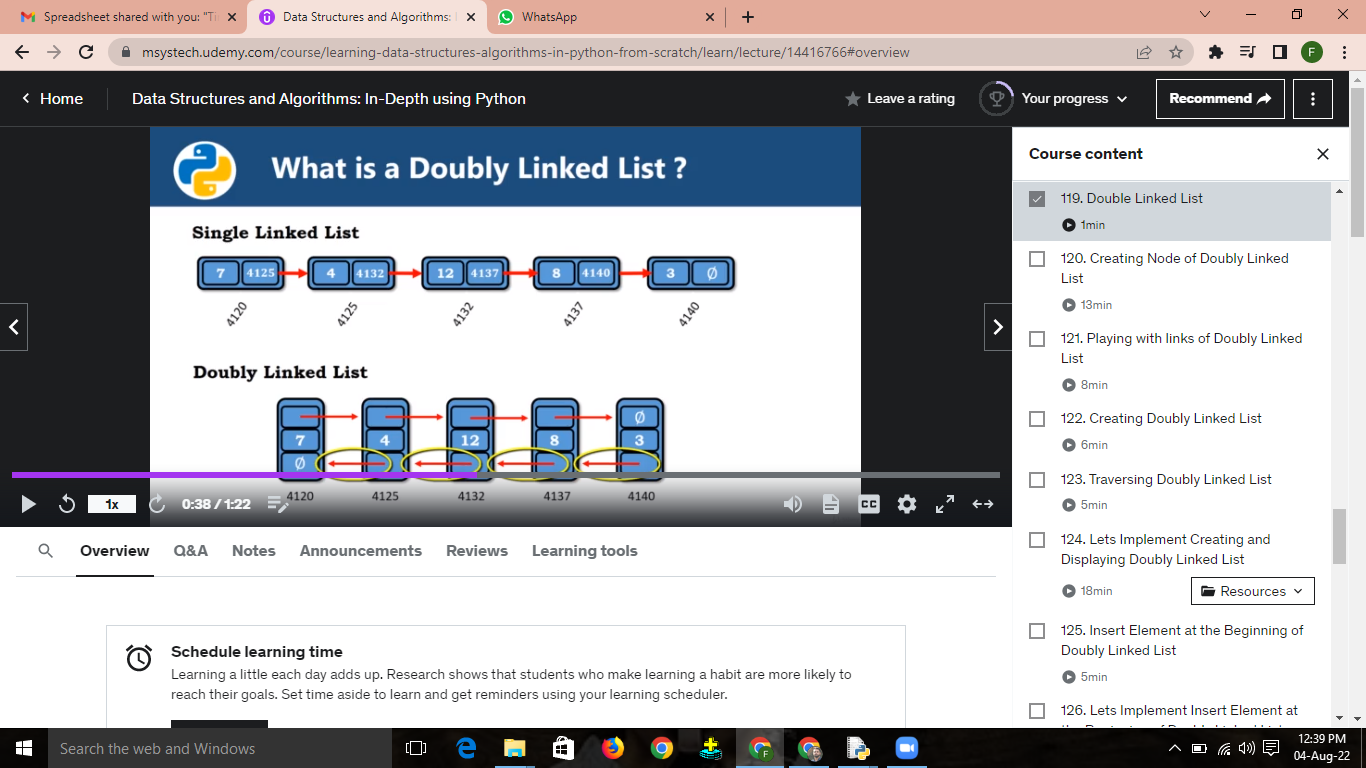 Spreadsheet shared with you: "Ti
Data Structures and Algorithms: I
WhatsApp
msystech.udemy.com/course/learning-data-structures-algorithms-in-python-from-scratch/learn/lecture/14416766#overview
F
Home
Data Structures and Algorithms: In-Depth using Python
Leave a rating
Your progress
Recommend
What is a Doubly Linked List ?
Single Linked List
7 4125 4 4132 12 4137 8 4140 3 Ø
4120 4125 4132 4137 4140
Doubly Linked List
Ø
7 4 12 8 3
Ø
4120 4125 4132 4137 4140
1x 0:38 / 1:22 CC
Course content
119. Double Linked List
1min
120. Creating Node of Doubly Linked
List
13min
121. Playing with links of Doubly Linked
List
8min
122. Creating Doubly Linked List
6min
123. Traversing Doubly Linked List
5min
124. Lets Implement Creating and
Displaying Doubly Linked List
18min
Resources
125. Insert Element at the Beginning of
Doubly Linked List
5min
126. Lets Implement Insert Element at
Overview Q&A Notes Announcements Reviews Learning tools
Schedule learning time
Learning a little each day adds up. Research shows that students who make learning a habit are more likely to
reach their goals. Set time aside to learn and get reminders using your learning scheduler.
Search the web and Windows
12:39 PM
04-Aug-22